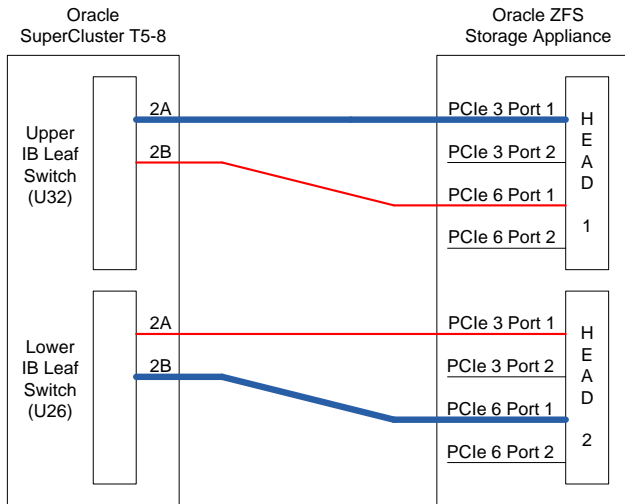 Oracle
SuperCluster T5-8
Oracle ZFS
Storage Appliance
Upper
IB Leaf
Switch
(U32)
2A
2B
PCIe 3 Port 1
PCIe 3 Port 2
PCIe 6 Port 1
PCIe 6 Port 2
H
E
A
D
1
Lower
IB Leaf
Switch
(U26)
2A
2B
PCIe 3 Port 1
PCIe 3 Port 2
PCIe 6 Port 1
PCIe 6 Port 2
H
E
A
D
2